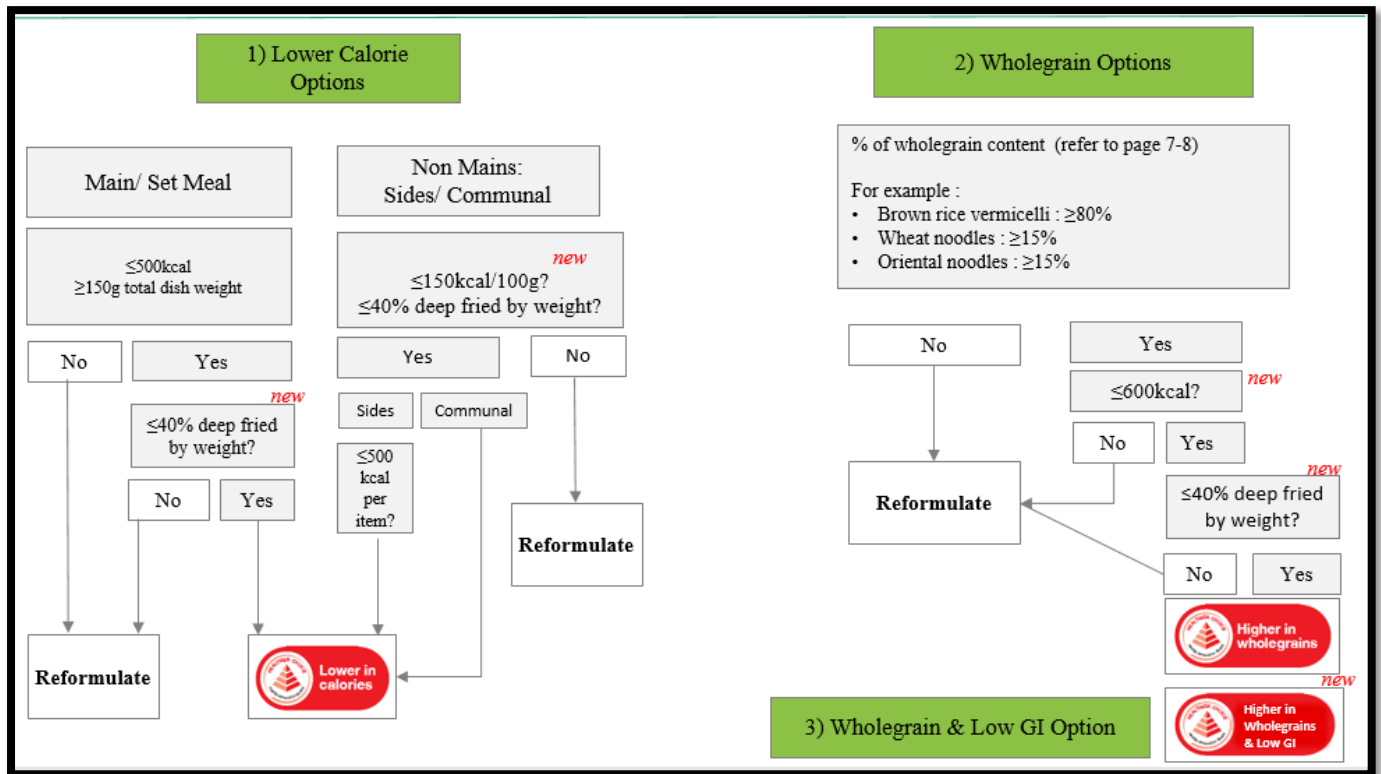 1) Lower Calorie
Options
Main/ Set Meal
≤500kcal
≥150g total dish weight
No
Yes
new
≤40% deep fried
by weight?
No
Yes
Reformulate
Non Mains:
Sides/ Communal
new
≤150kcal/100g?
≤40% deep fried by weight?
Yes
No
Sides
Communal
≤500
kcal
per
item?
Reformulate
Lower in
calories
2) Wholegrain Options
% of wholegrain content (refer to page 7-8)
For example :
• Brown rice vermicelli : ≥80%
• Wheat noodles : ≥15%
• Oriental noodles : ≥15%
No
Yes
≤600kcal?
new
No
Yes
Reformulate
new
≤40% deep fried
by weight?
No
Yes
Higher in
wholegrains
new
3) Wholegrain & Low GI Option
Higher in
Wholegrains
& Low GI